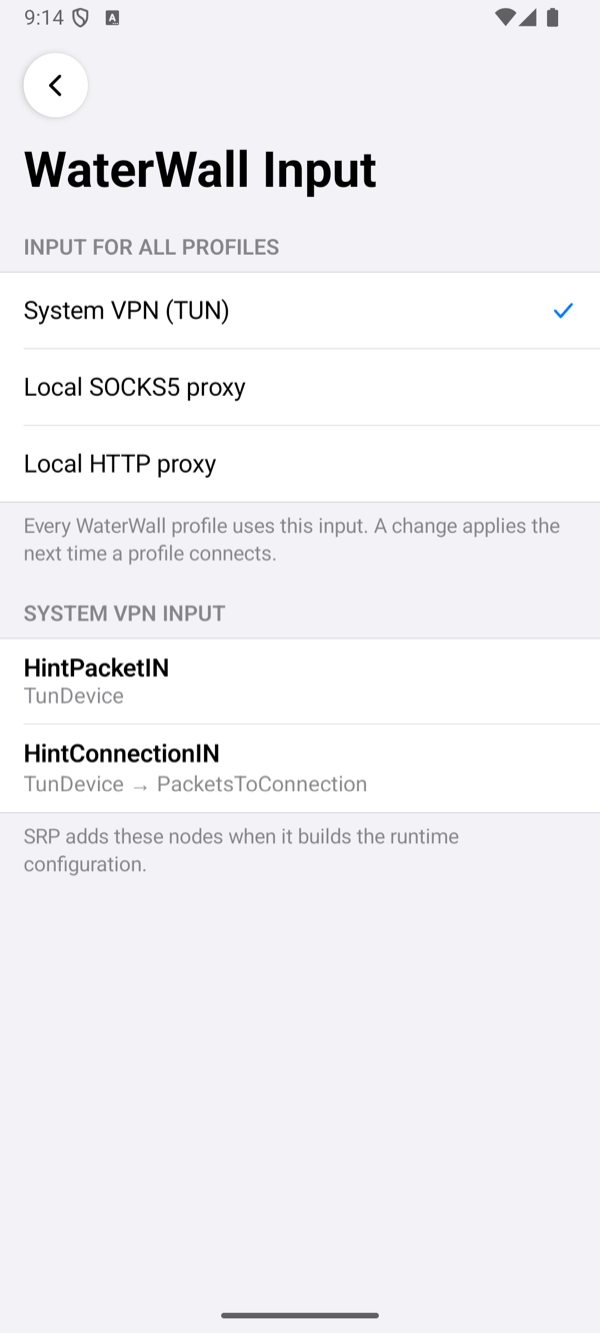 9:14
WaterWall Input
INPUT FOR ALL PROFILES
System VPN (TUN)
Local SOCKS5 proxy
Local HTTP proxy
Every WaterWall profile uses this input. A change applies the
next time a profile connects.
SYSTEM VPN INPUT
HintPacketIN
TunDevice
HintConnectionIN
TunDevice → PacketsToConnection
SRP adds these nodes when it builds the runtime
configuration.